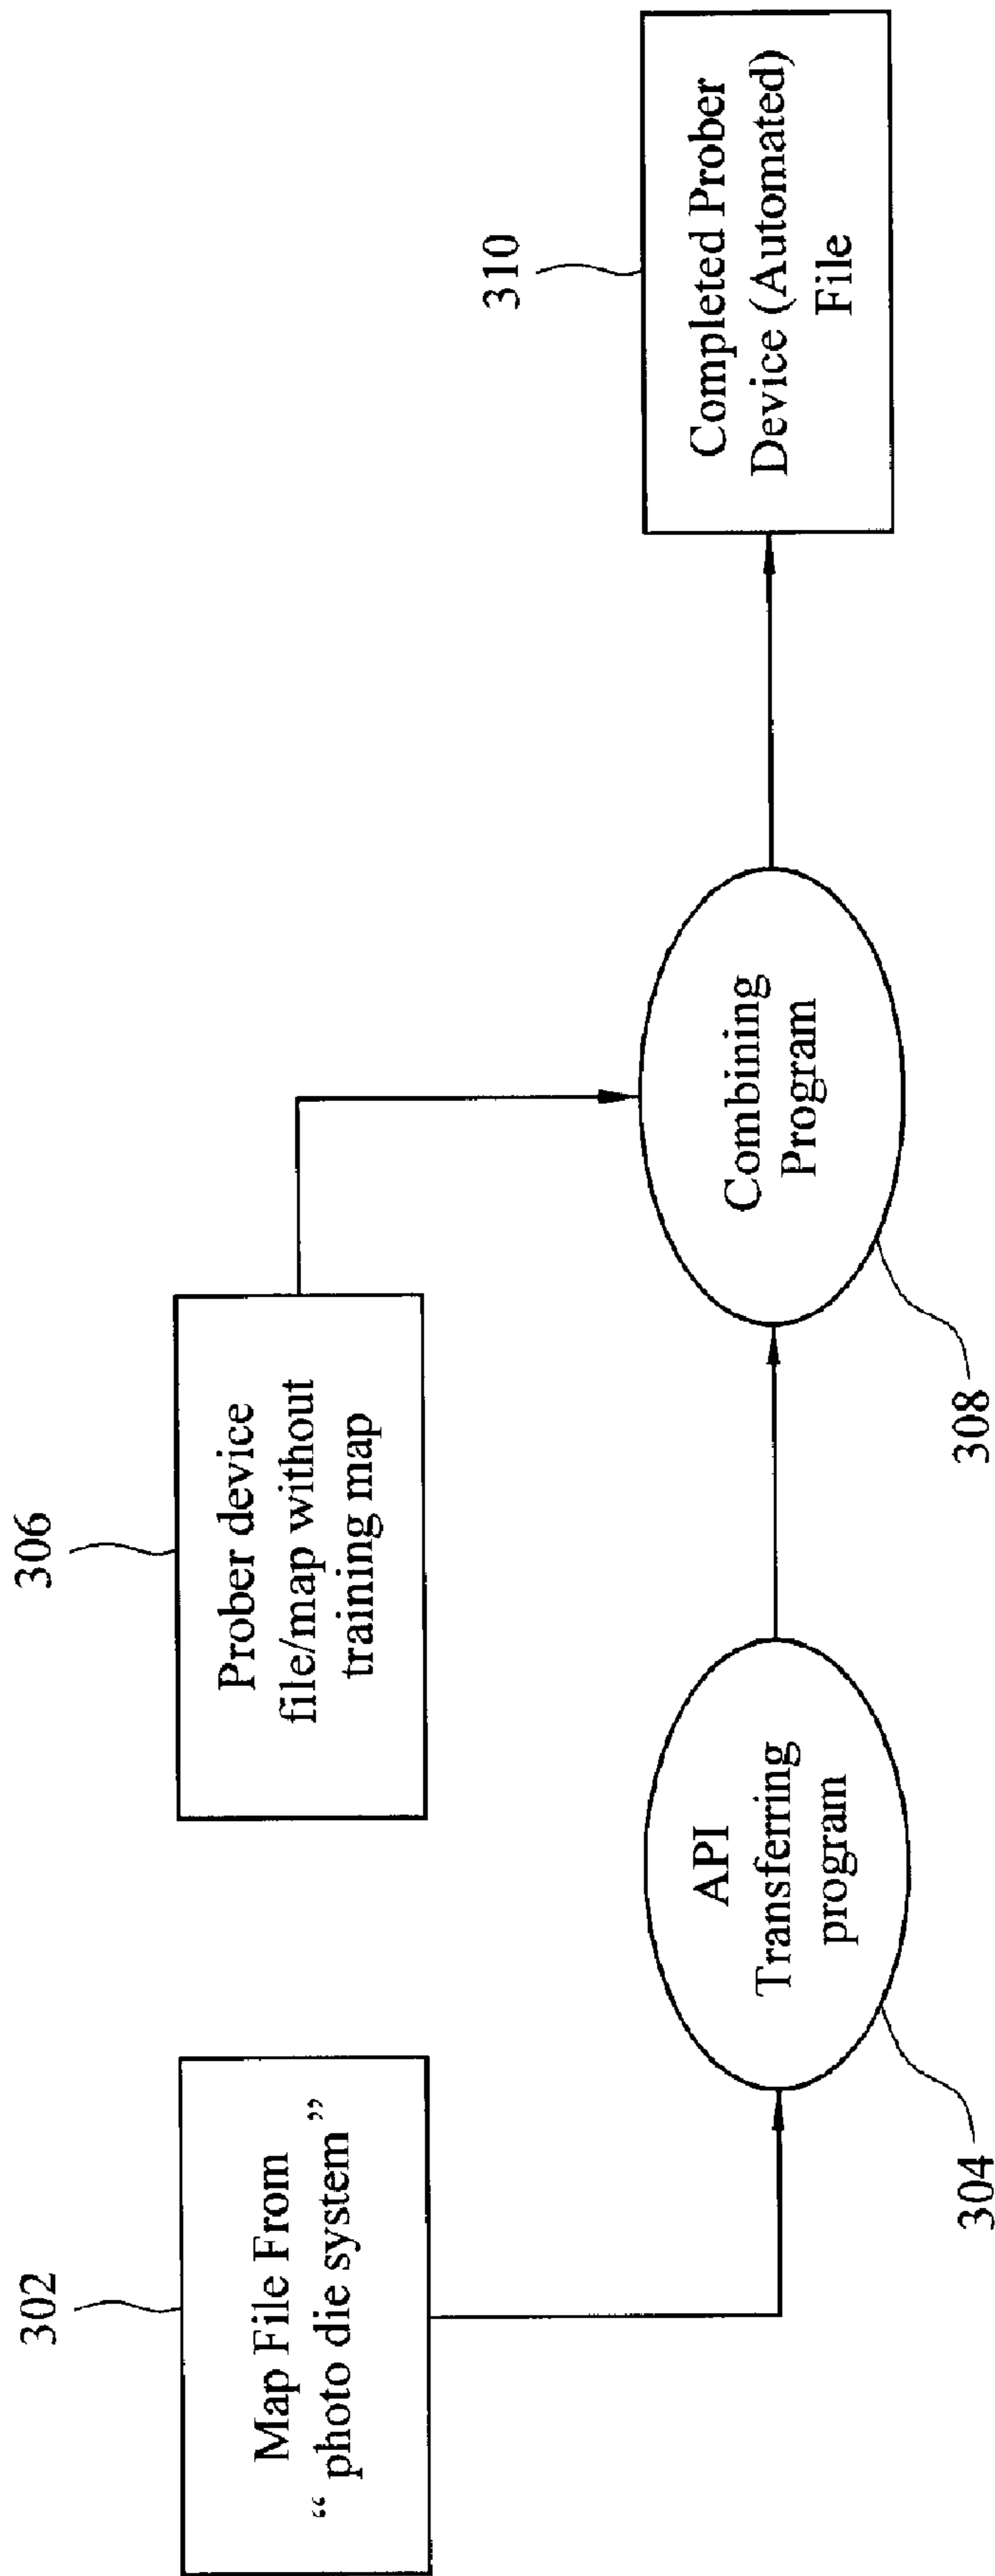 302
Map File From
“ photo die system”
304
API
Transferring
program
306
Prober device
file/map without
training map
308
Combining
Program
310
Completed Prober
Device (Automated)
File